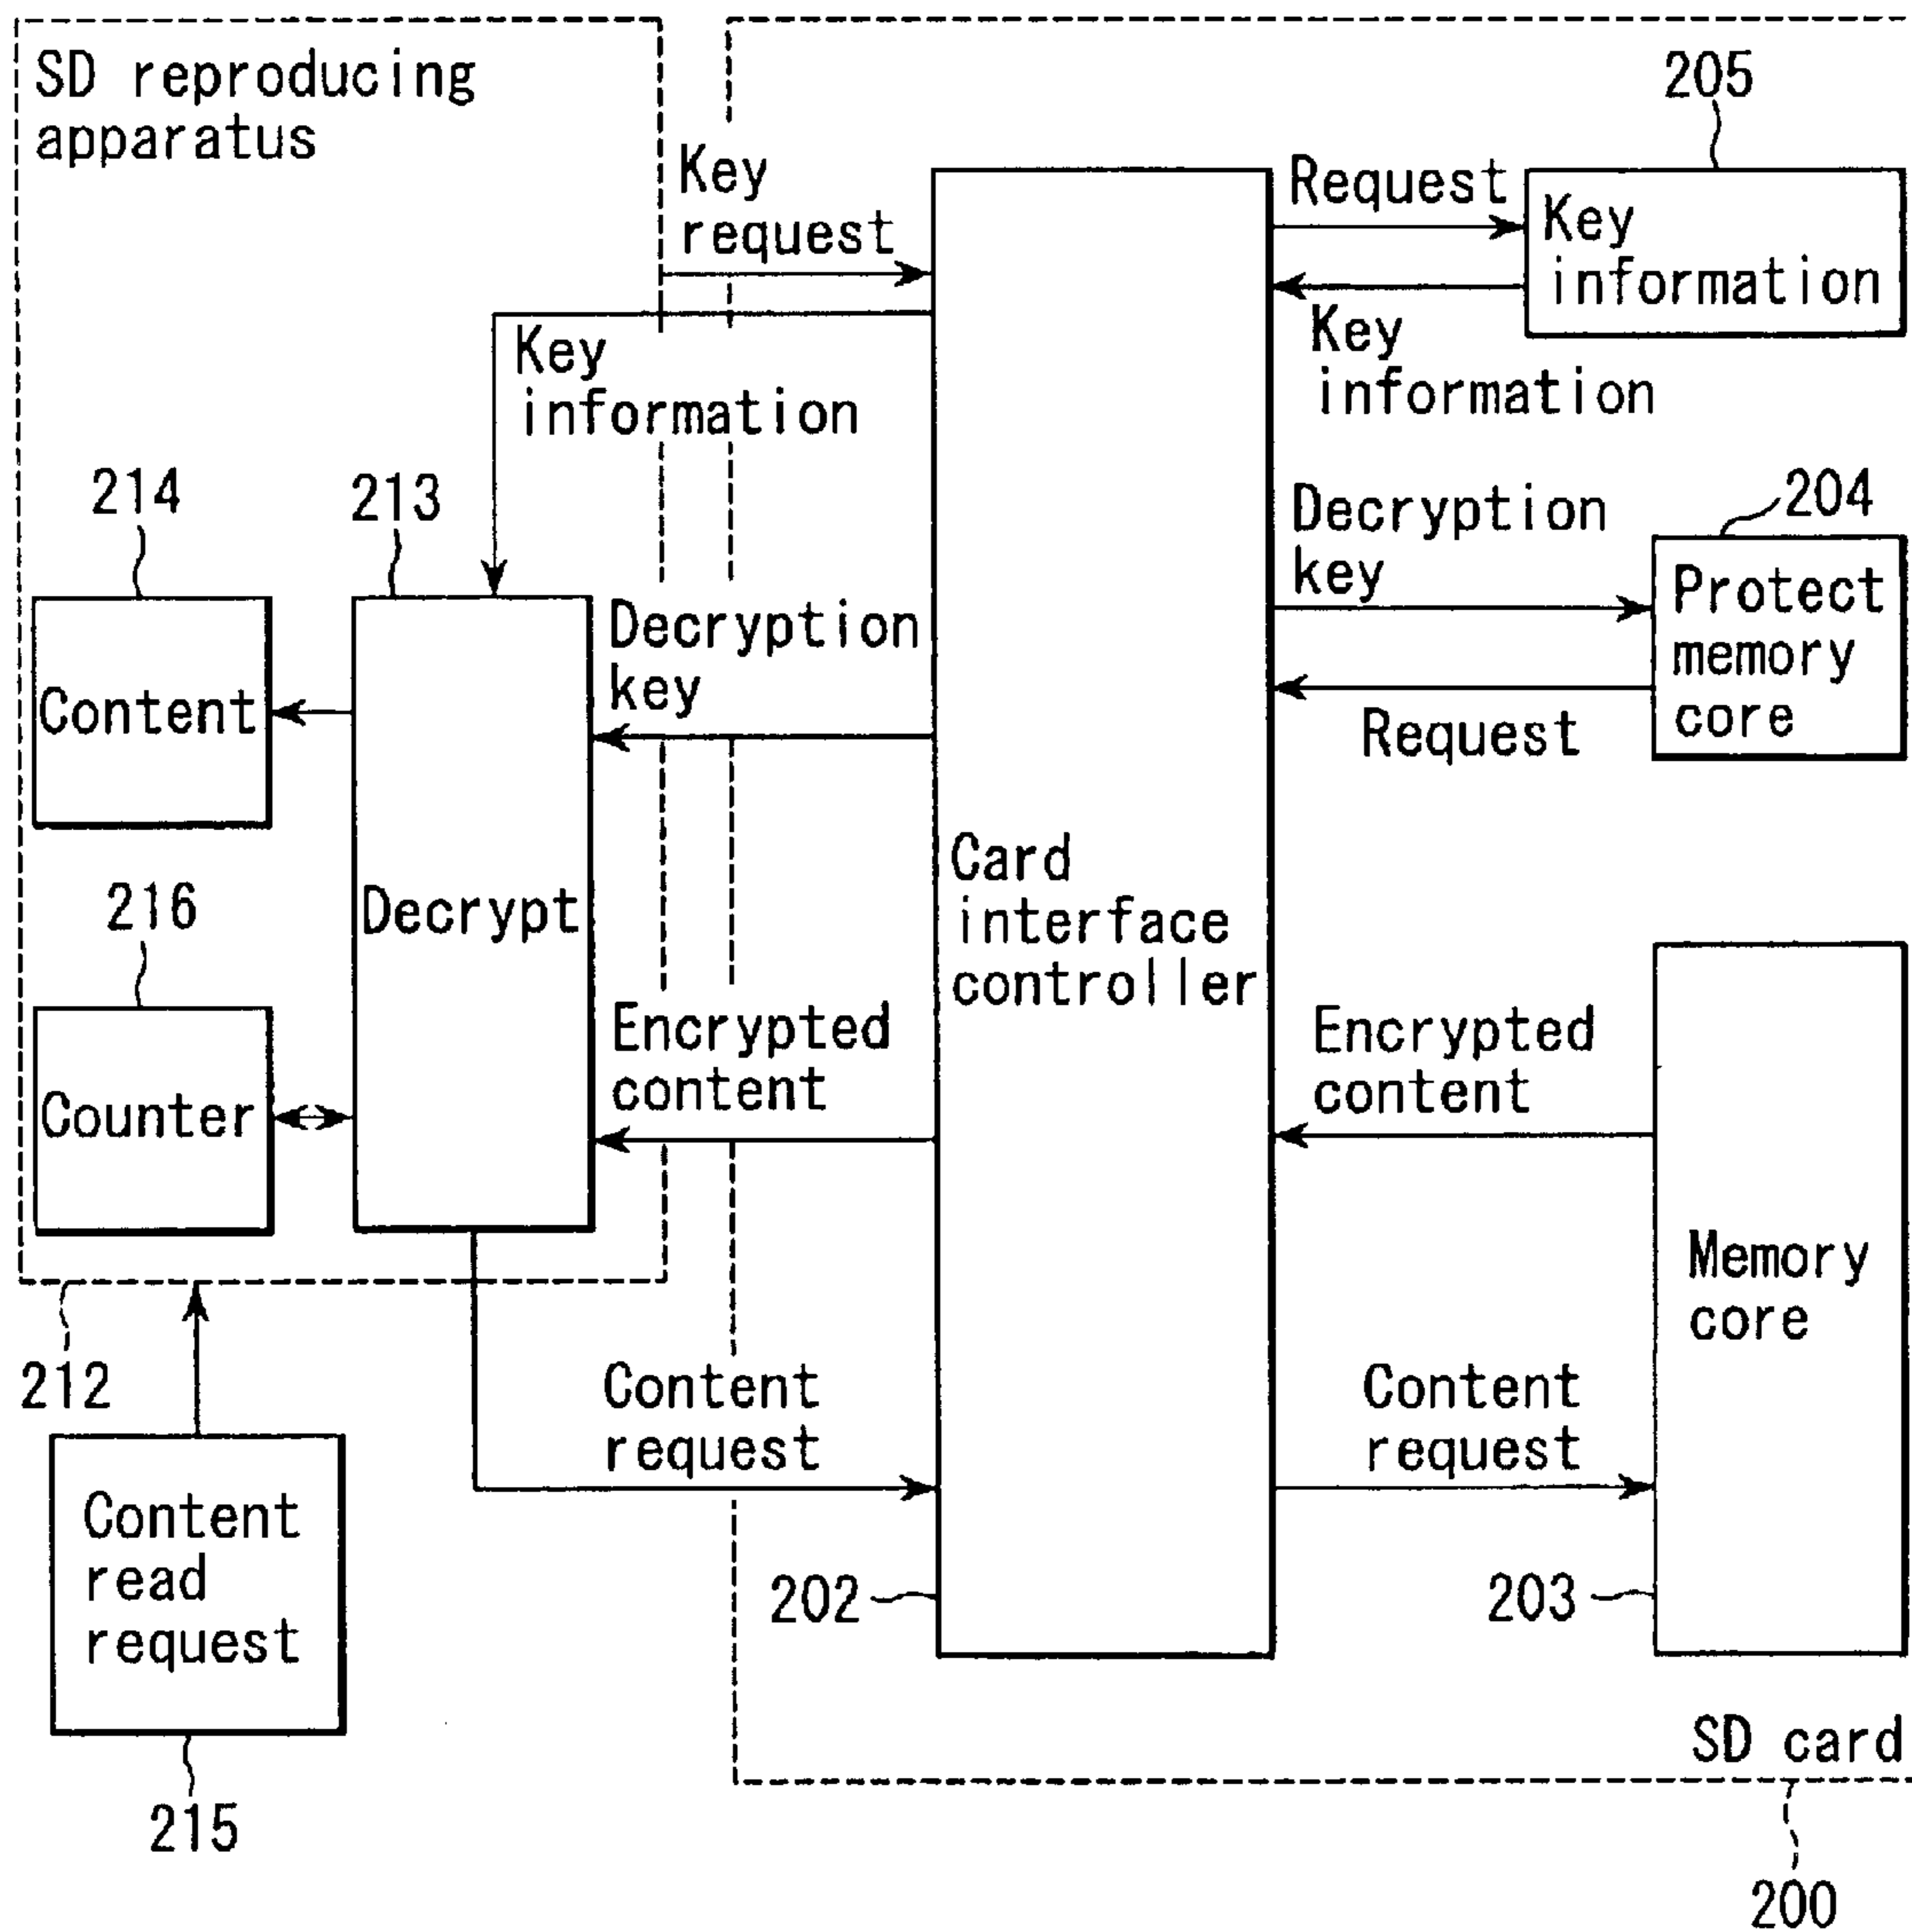 SD reproducing
apparatus
205
Key
request
Request
Key
information
Key
information
Key
information
214
213
Decryption
key
204
Protect
memory
core
Decryption
key
Request
Content
Card
interface
controller
216
Decrypt
Encrypted
content
Encrypted
content
Counter
Memory
core
212
Content
request
Content
request
Content
read
request
202
203
215
SD card
200